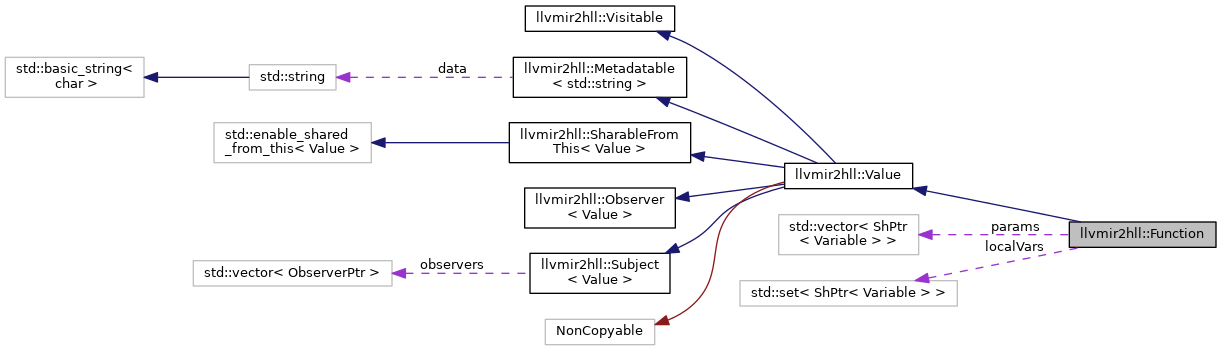 llvmir2hll::Visitable
std::basic_string<
char >
std::string
data
llvmir2hll::Metadatable
< std::string >
std::enable_shared
_from_this< Value >
llvmir2hll::SharableFrom
This< Value >
llvmir2hll::Value
llvmir2hll::Observer
< Value >
std::vector< ShPtr
< Variable > >
params
localVars
llvmir2hll::Function
std::vector< ObserverPtr >
observers
llvmir2hll::Subject
< Value >
std::set< ShPtr< Variable > >
NonCopyable